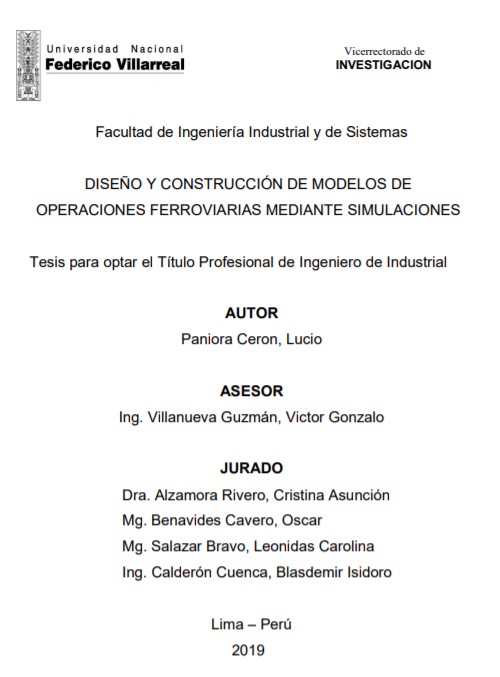 Universidad Nacional
Federico Villarreal
Vicerrectorado de
INVESTIGACION
Facultad de Ingeniería Industrial y de Sistemas
DISEÑO Y CONSTRUCCIÓN DE MODELOS DE
OPERACIONES FERROVIARIAS MEDIANTE SIMULACIONES
Tesis para optar el Título Profesional de Ingeniero de Industrial
AUTOR
Paniora Ceron, Lucio
ASESOR
Ing. Villanueva Guzmán, Victor Gonzalo
JURADO
Dra. Alzamora Rivero, Cristina Asunción
Mg. Benavides Cavero, Oscar
Mg. Salazar Bravo, Leonidas Carolina
Ing. Calderón Cuenca, Blasdemir Isidoro
Lima – Perú
2019